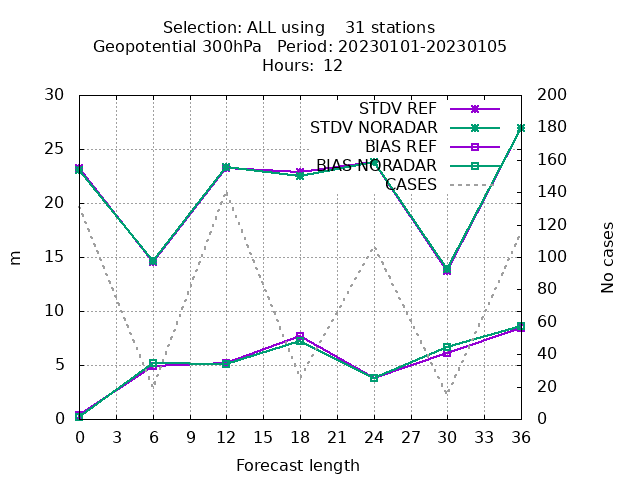 Selection: ALL using    31 stations
Geopotential 300hPa   Period: 20230101-20230105
Hours:  12
30 200
STDV REF
STDV NORADAR
BIAS REF
BIAS NORADAR
CASES
25 180
20 160
15 140
10 120
5 100
0 80
60
40
20
0
m
No cases
0 3 6 9 12 15 18 21 24 27 30 33 36
Forecast length